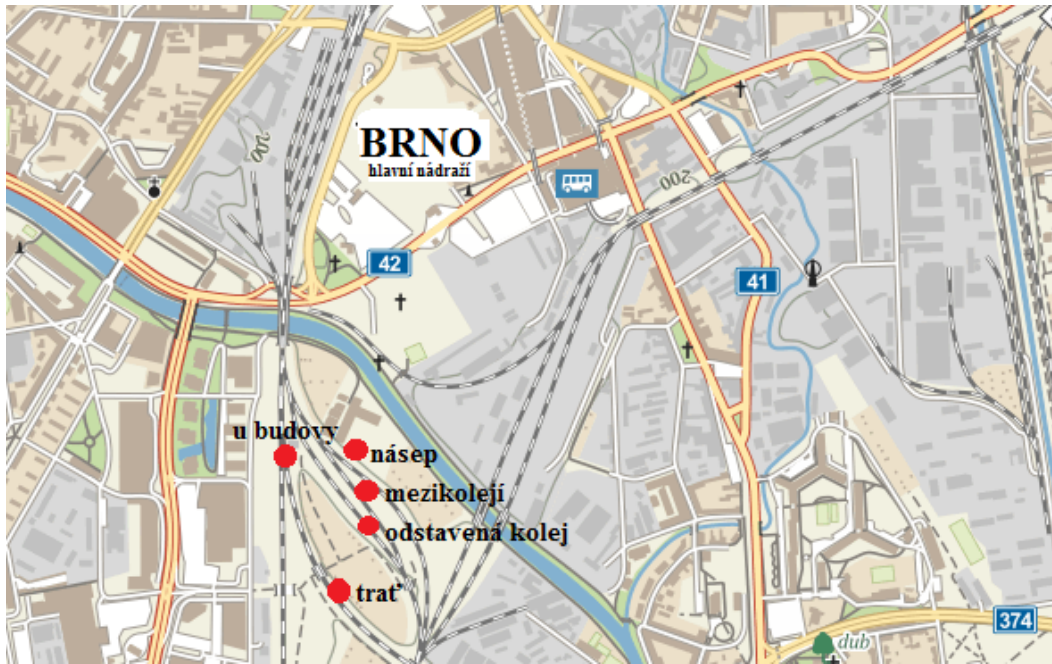 200
BRNO
hlavní nádraží
200
42
41
u budovy
násep
mezikolejí
odstavená kolej
trať
374
dub